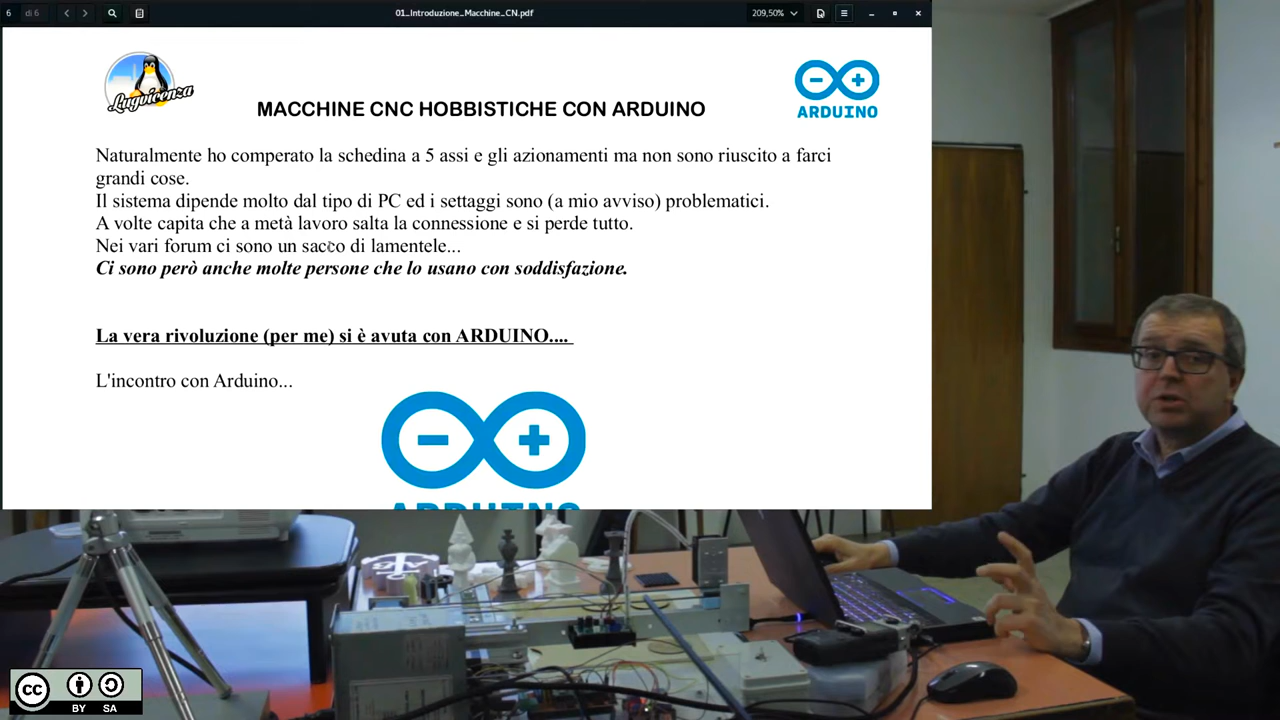 6 di 6 01_Introduzione_Macchine_CN.pdf 209,50%
Lugvicenza
ARDUINO
MACCHINE CNC HOBBISTICHE CON ARDUINO
Naturalmente ho comperato la schedina a 5 assi e gli azionamenti ma non sono riuscito a farci
grandi cose.
Il sistema dipende molto dal tipo di PC ed i settaggi sono (a mio avviso) problematici.
A volte capita che a metà lavoro salta la connessione e si perde tutto.
Nei vari forum ci sono un sacco di lamentele...
Ci sono però anche molte persone che lo usano con soddisfazione.
La vera rivoluzione (per me) si è avuta con ARDUINO....
L'incontro con Arduino...
ARDUINO
cc
BY SA